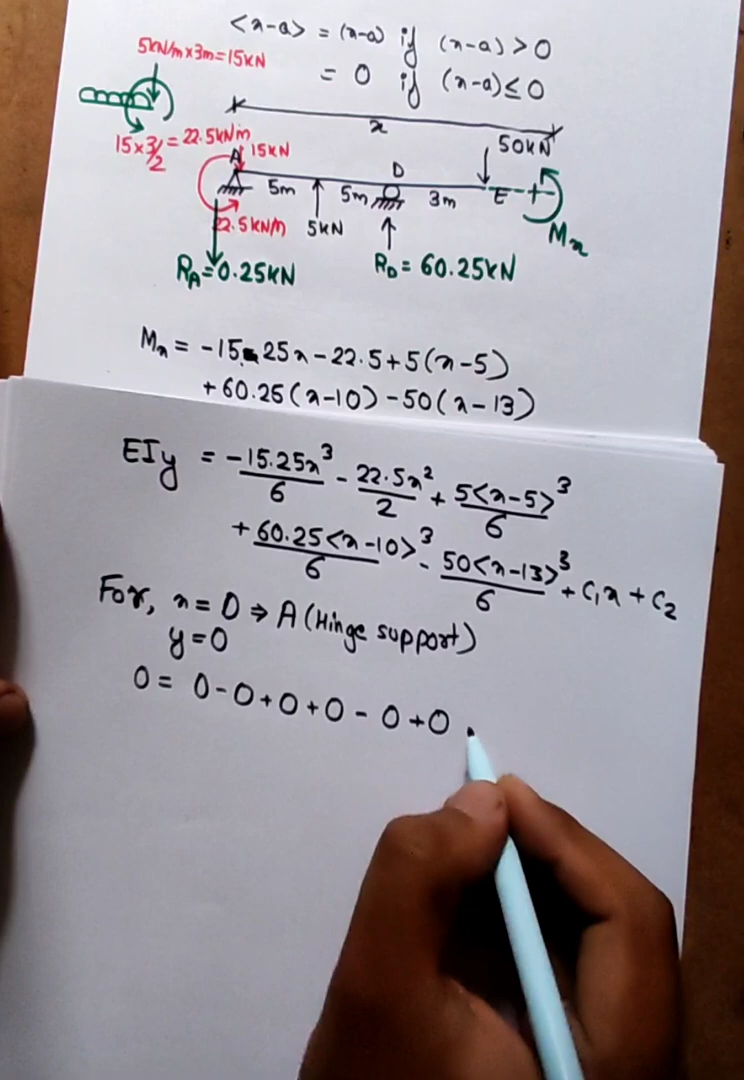 <x-a> = (x-a) if (x-a) > 0
= 0 if (x-a) ≤ 0
5kN/m x 3m = 15kN
15 x 3/2 = 22.5kNm
x
A
15kN
50kN
D
5m
5m
3m
E
22.5kNm
5kN
Mx
RA = 0.25kN
RD = 60.25kN
Mx = -15.25x - 22.5 + 5(x-5)
+ 60.25(x-10) - 50(x-13)
EIy = -15.25x³/6 - 22.5x²/2 + 5<x-5>³/6
+ 60.25<x-10>³/6 - 50<x-13>³/6 + C₁x + C₂
For, x=0 ⇒ A (Hinge support)
y=0
0 = 0-0+0+0-0+0